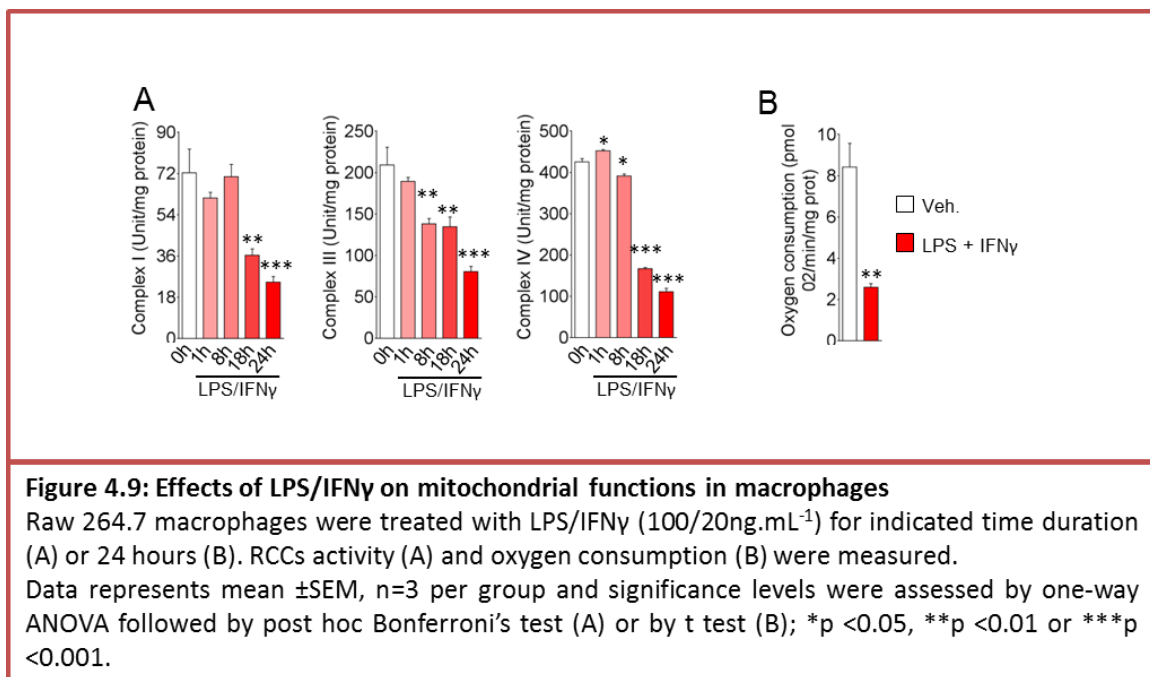 A
B
Complex I (Unit/mg protein)
90
72
54
36
18
0
**
***
0h
1h
8h
18h
24h
LPS/IFNγ
Complex III (Unit/mg protein)
250
200
150
100
50
0
**
**
***
0h
1h
8h
18h
24h
LPS/IFNγ
Complex IV (Unit/mg protein)
500
400
300
200
100
0
*
*
***
***
0h
1h
8h
18h
24h
LPS/IFNγ
Oxygen consumption (pmol
02/min/mg prot)
10
8
6
4
2
0
**
Veh.
LPS + IFNγ
Figure 4.9: Effects of LPS/IFNγ on mitochondrial functions in macrophages
Raw 264.7 macrophages were treated with LPS/IFNγ (100/20ng.mL⁻¹) for indicated time duration
(A) or 24 hours (B). RCCs activity (A) and oxygen consumption (B) were measured.
Data represents mean ±SEM, n=3 per group and significance levels were assessed by one-way
ANOVA followed by post hoc Bonferroni’s test (A) or by t test (B); *p <0.05, **p <0.01 or ***p
<0.001.